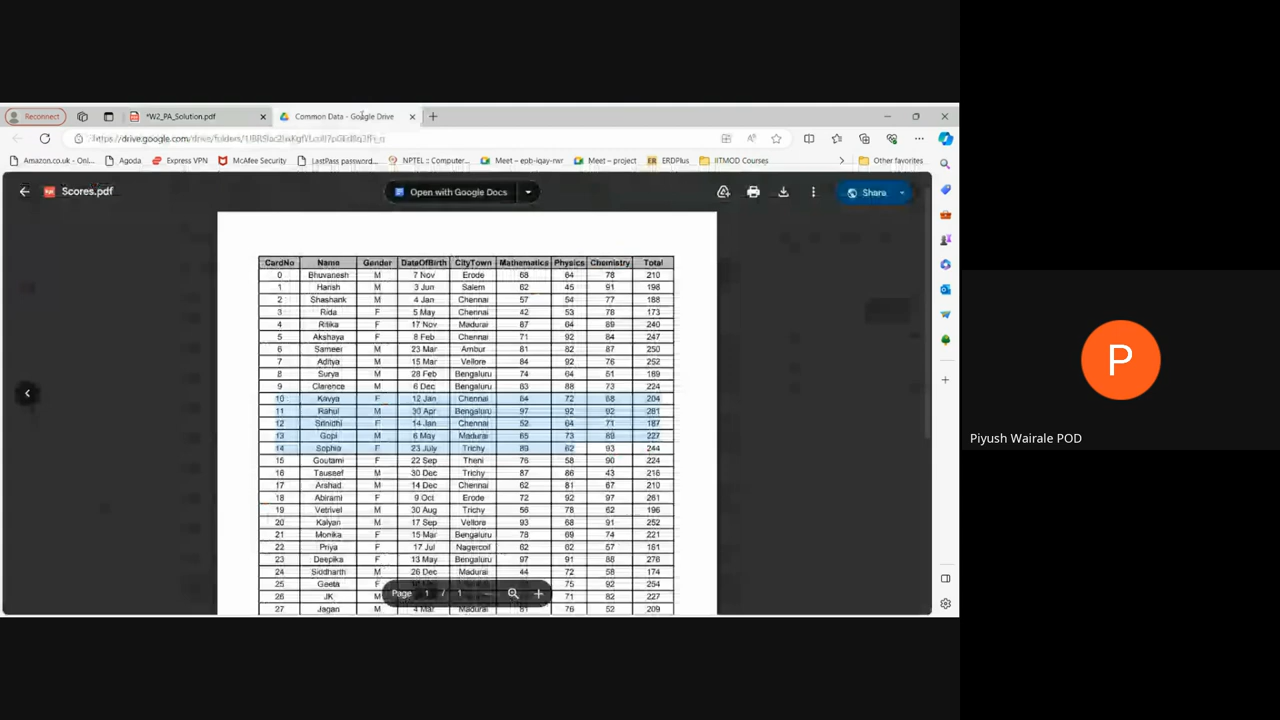 Reconnect *W2_PA_Solution.pdf Common Data - Google Drive
Amazon.co.uk - Onl... Agoda Express VPN McAfee Security LastPass password... NPTEL :: Computer... Meet – epb-iqay-rwr Meet – project ER ERDPlus IITMOD Courses Other favorites
Scores.pdf Open with Google Docs Share
CardNo Name Gender DateOfBirth CityTown Mathematics Physics Chemistry Total
0 Bhuvanesh M 7 Nov Erode 68 64 78 210
1 Harish M 3 Jun Salem 62 45 91 198
2 Shashank M 4 Jan Chennai 57 54 77 188
3 Rida F 5 May Chennai 42 53 78 173
4 Ritika F 17 Nov Madurai 87 64 89 240
5 Akshaya F 8 Feb Chennai 71 92 84 247
6 Sameer M 23 Mar Ambur 81 82 87 250
7 Aditya M 15 Mar Vellore 84 92 76 252
8 Surya M 28 Feb Bengaluru 74 64 51 189
9 Clarence M 6 Dec Bengaluru 63 88 73 224
10 Kavya F 12 Jan Chennai 64 72 68 204
11 Rahul M 30 Apr Bengaluru 97 92 92 281
12 Srinidhi F 14 Jan Chennai 52 64 71 187
13 Gopi M 6 May Madurai 65 73 89 227
14 Sophia F 23 July Trichy 89 62 93 244
15 Goutami F 22 Sep Theni 76 58 90 224
16 Tauseef M 30 Dec Trichy 87 86 43 216
17 Arshad M 14 Dec Chennai 62 81 67 210
18 Abirami F 9 Oct Erode 72 92 97 261
19 Vetrivel M 30 Aug Trichy 56 78 62 196
20 Kalyan M 17 Sep Vellore 93 68 91 252
21 Monika F 15 Mar Bengaluru 78 69 74 221
22 Priya F 17 Jul Nagercoil 62 62 57 181
23 Deepika F 13 May Bengaluru 97 91 88 276
24 Siddharth M 26 Dec Madurai 44 72 58 174
25 Geeta F 75 92 254
26 JK M 71 82 227
27 Jagan M 4 Mar Madurai 81 76 52 209
Page 1 / 1
P
Piyush Wairale POD